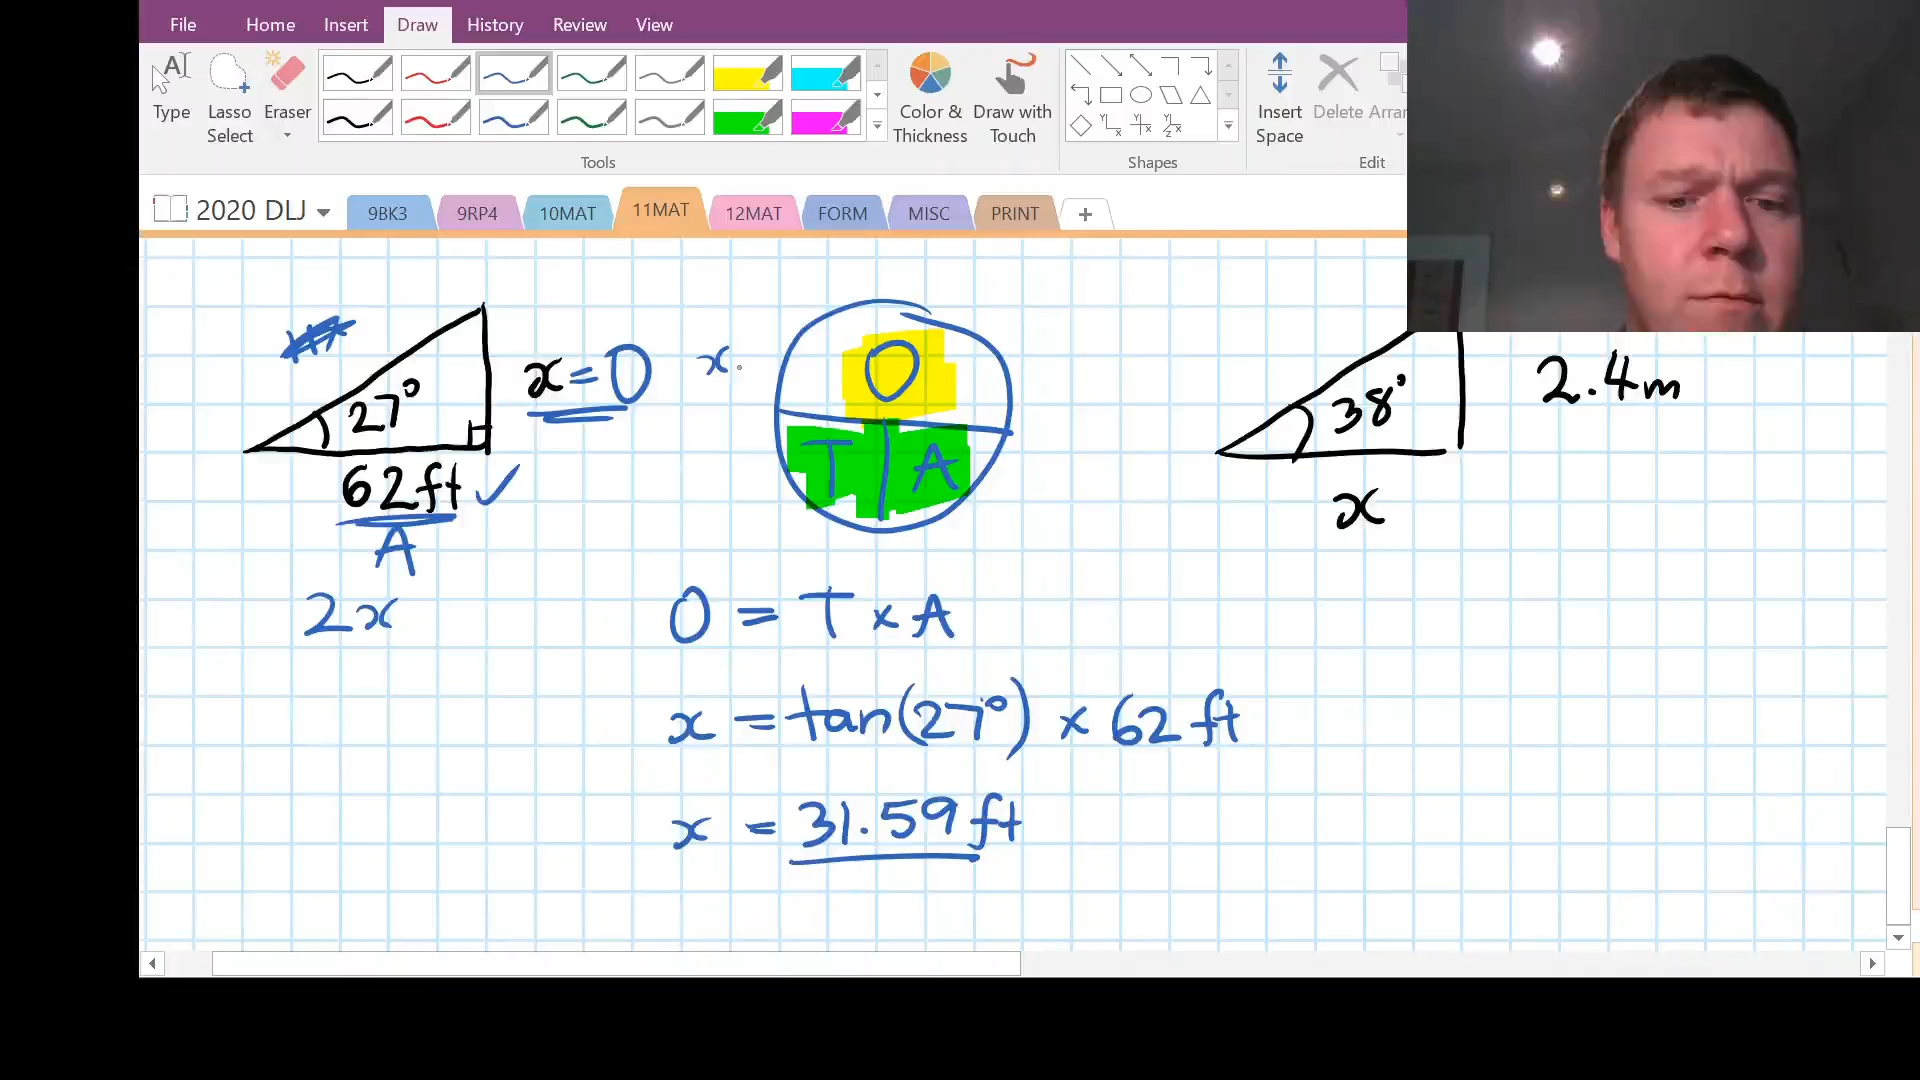 File Home Insert Draw History Review View
Type
Lasso Select
Eraser
Color & Thickness
Draw with Touch
Insert Space
Delete
Arran
Tools
Shapes
Edit
2020 DLJ
9BK3 9RP4 10MAT 11MAT 12MAT FORM MISC PRINT +
27°
x = O
x
62ft ✓
A
2x
O
T A
38°
2.4m
x
O = T × A
x = tan(27°) × 62 ft
x = 31.59 ft